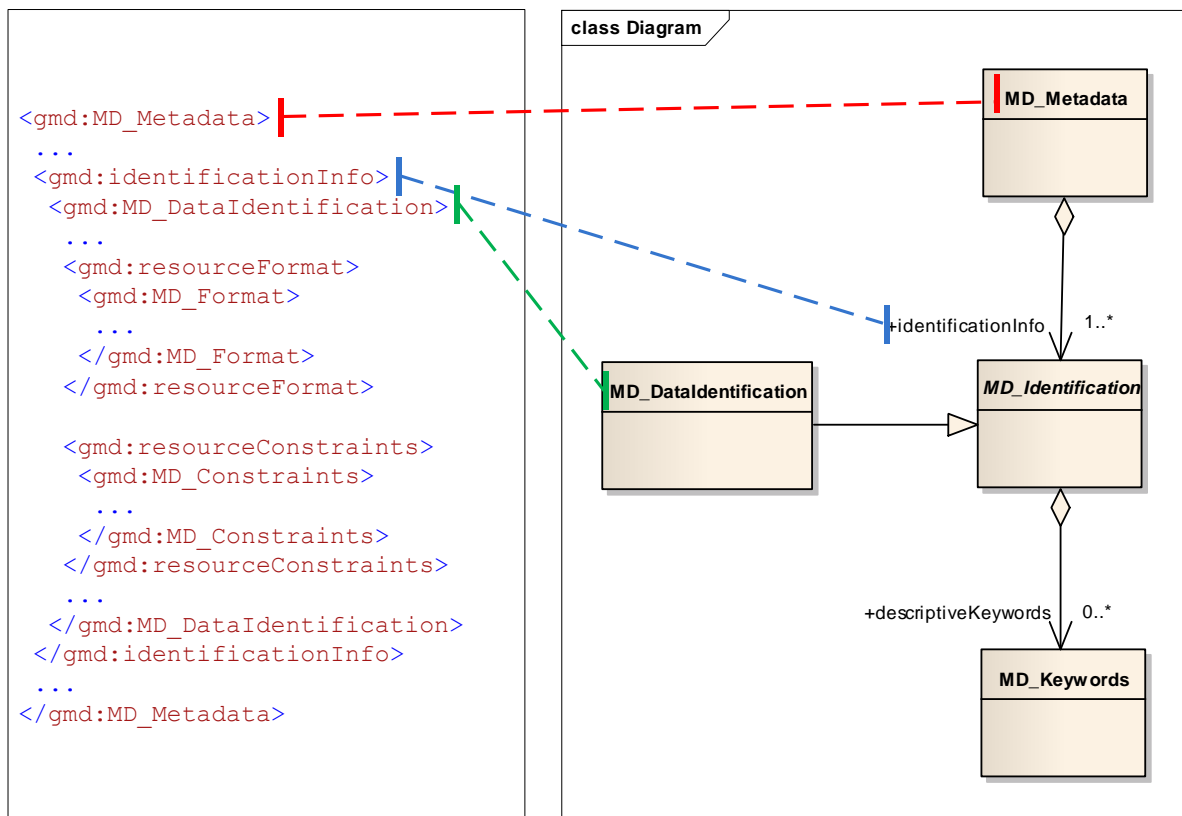 <gmd:MD_Metadata>
...
<gmd:identificationInfo>
<gmd:MD_DataIdentification>
...
<gmd:resourceFormat>
<gmd:MD_Format>
...
</gmd:MD_Format>
</gmd:resourceFormat>
<gmd:resourceConstraints>
<gmd:MD_Constraints>
...
</gmd:MD_Constraints>
</gmd:resourceConstraints>
...
</gmd:MD_DataIdentification>
</gmd:identificationInfo>
...
</gmd:MD_Metadata>
class Diagram
MD_Metadata
+identificationInfo 1..*
MD_DataIdentification
MD_Identification
+descriptiveKeywords 0..*
MD_Keywords